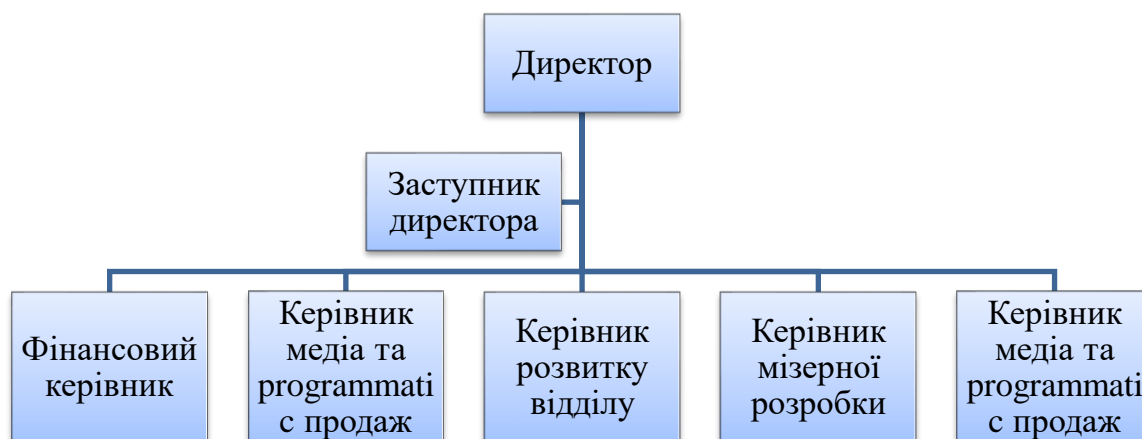 Директор
Заступник
директора
Фінансовий
керівник
Керівник
медіа та
programmati
c продаж
Керівник
розвитку
відділу
Керівник
мізерної
розробки
Керівник
медіа та
programmati
c продаж